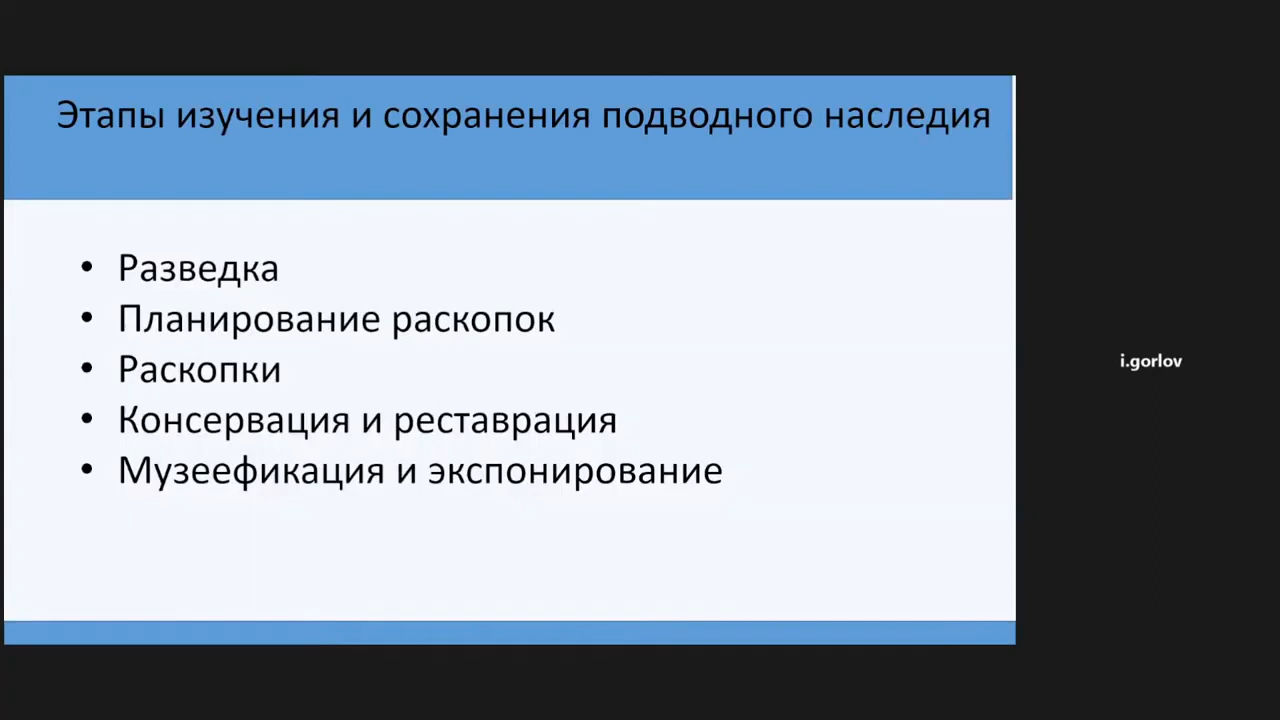 Этапы изучения и сохранения подводного наследия
• Разведка
• Планирование раскопок
• Раскопки
• Консервация и реставрация
• Музеефикация и экспонирование
i.gorlov